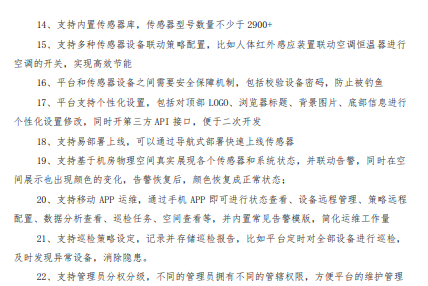 14、支持内置传感器库，传感器型号数量不少于 2900+
15、支持多种传感器设备联动策略配置，比如人体红外感应装置联动空调恒温器进行
空调的开关，实现高效节能
16、平台和传感器设备之间需要安全保障机制，包括校验设备密码，防止被钓鱼
17、平台支持个性化设置，包括对顶部 LOGO、浏览器标题、背景图片、底部信息进行
个性化设置修改，同时开第三方 API 接口，便于二次开发
18、支持易部署上线，可以通过导航式部署快速上线传感器
19、支持基于机房物理空间真实展现各个传感器和系统状态，并联动告警，同时在空
间展示也出现颜色的变化，告警恢复后，颜色恢复成正常状态；
20、支持移动 APP 运维，通过手机 APP 即可进行状态查看、设备远程管理、策略远程
配置、数据分析查看、巡检任务、空间查看等，并内置常见告警模版，简化运维工作量
21、支持巡检策略设定，记录并存储巡检报告，比如平台定时对全部设备进行巡检，
及时发现异常设备，消除隐患。
22、支持管理员分权分级，不同的管理员拥有不同的管辖权限，方便平台的维护管理